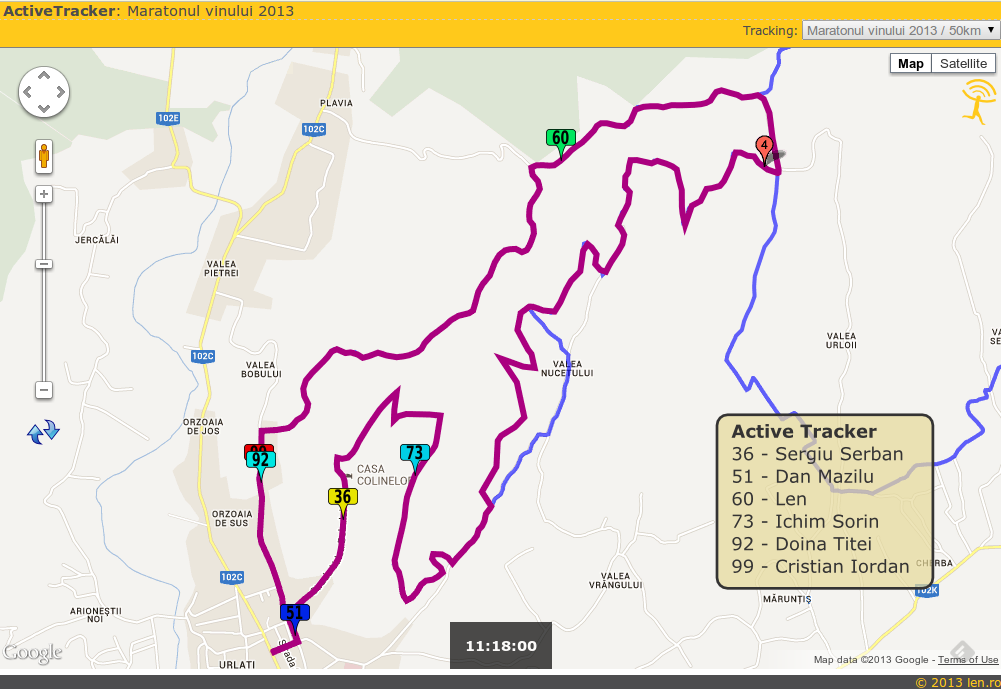 ActiveTracker: Maratonul vinului 2013
Tracking: Maratonul vinului 2013 / 50km
Map Satellite
PLAVIA
102E
102C
60
4
JERCĂLĂI
VALEA
PIETREI
102C
VALEA
BOBULUI
VALEA
NUCETULUI
VALEA
URLOII
VA
SE
ORZOAIA
DE JOS
99
92
73
CASA
COLINELOR
36
ORZOAIA
DE SUS
Active Tracker
36 - Sergiu Serban
51 - Dan Mazilu
60 - Len
73 - Ichim Sorin
92 - Doina Titei
99 - Cristian Iordan
CHERBA
102K
102C
VALEA
VRÂNGULUI
MĂRUNȚIȘ
ARIONEȘTII
NOI
51
Strada
URLATI
11:18:00
Google
Map data ©2013 Google - Terms of Use
© 2013 len.ro